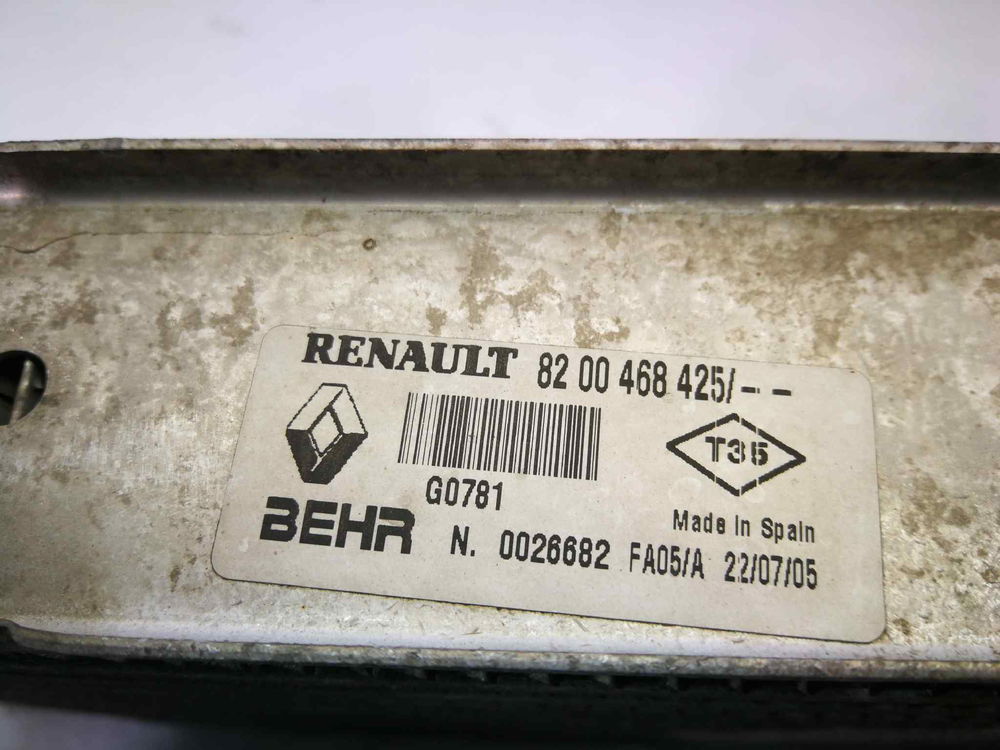 RENAULT 82 00 468 425/- -
T35
G0781
Made in Spain
BEHR N. 0026682 FA05/A 22/07/05